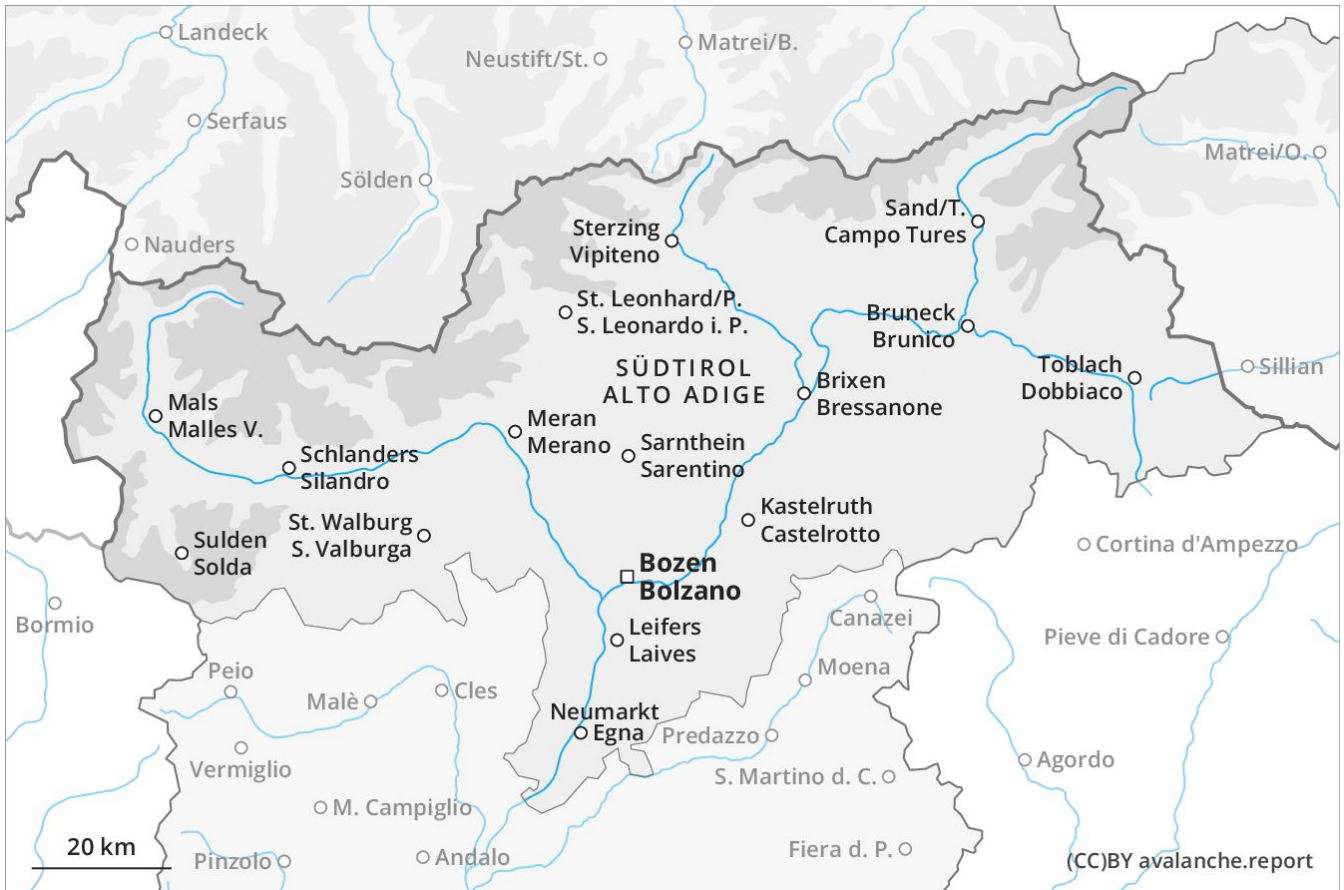 Landeck
Neustift/St.
Matrei/B.
Serfaus
Sölden
Matrei/O.
Nauders
Sterzing
Vipiteno
Sand/T.
Campo Tures
St. Leonhard/P.
S. Leonardo i. P.
Bruneck
Brunico
SÜDTIROL
ALTO ADIGE
Toblach
Dobbiaco
Sillian
Brixen
Bressanone
Mals
Malles V.
Meran
Merano
Sarnthein
Sarentino
Schlanders
Silandro
Kastelruth
Castelrotto
St. Walburg
S. Valburga
Sulden
Solda
Cortina d'Ampezzo
Bozen
Bolzano
Bormio
Canazei
Leifers
Laives
Pieve di Cadore
Peio
Moena
Malè
Cles
Neumarkt
Egna
Predazzo
Vermiglio
Agordo
S. Martino d. C.
M. Campiglio
20 km
Pinzolo
Andalo
Fiera d. P.
(CC)BY avalanche.report